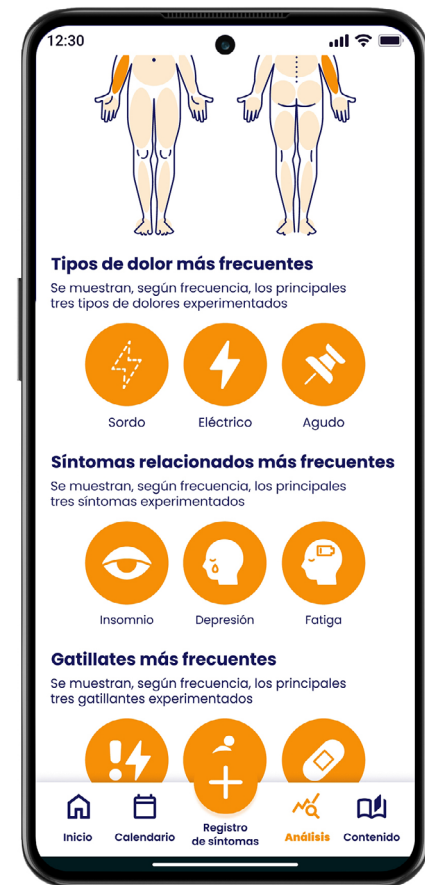 12:30
Tipos de dolor más frecuentes
Se muestran, según frecuencia, los principales
tres tipos de dolores experimentados
Sordo
Eléctrico
Agudo
Síntomas relacionados más frecuentes
Se muestran, según frecuencia, los principales
tres síntomas experimentados
Insomnio
Depresión
Fatiga
Gatillates más frecuentes
Se muestran, según frecuencia, los principales
tres gatillantes experimentados
Inicio
Calendario
Registro
de síntomas
Análisis
Contenido